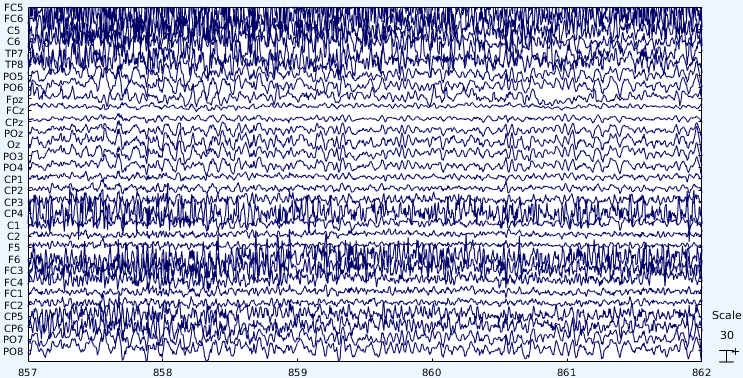 FC5
FC6
C5
C6
TP7
TP8
PO5
PO6
Fpz
FCz
CPz
POz
Oz
PO3
PO4
CP1
CP2
CP3
CP4
C1
C2
F5
F6
FC3
FC4
FC1
FC2
CP5
CP6
PO7
PO8
857 858 859 860 861 862
Scale
30
+